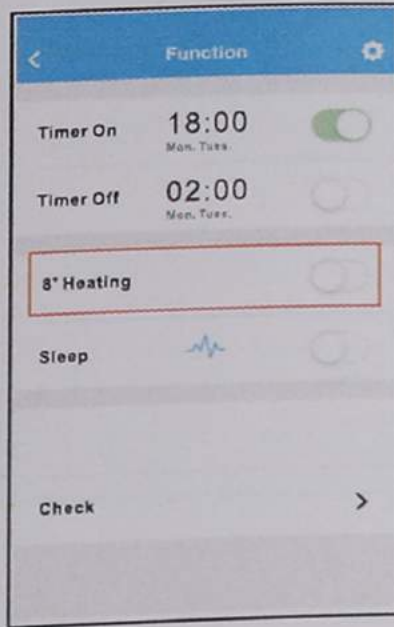 Function
Timer On 18:00
Mon. Tues.
Timer Off 02:00
Mon. Tues.
8° Heating
Sleep
Check